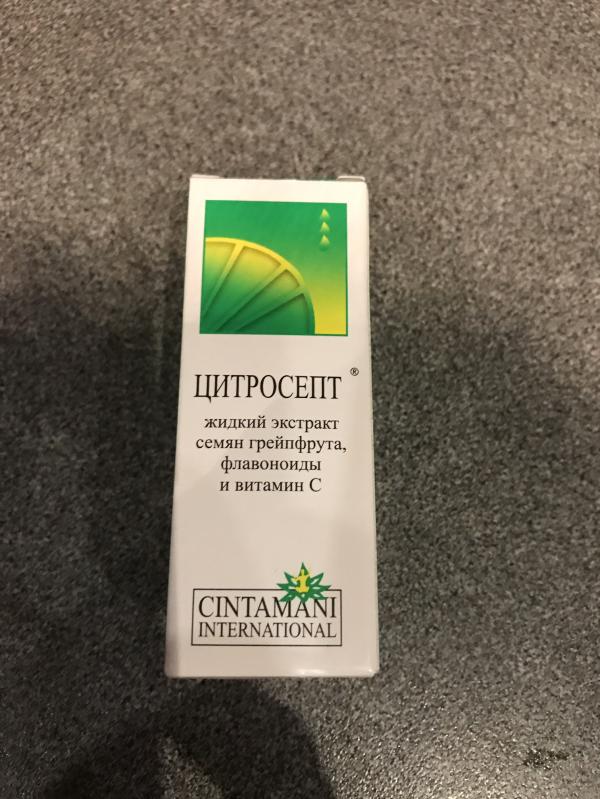 ЦИТРОСЕПТ ®
жидкий экстракт
семян грейпфрута,
флавоноиды
и витамин С
CINTAMANI
INTERNATIONAL